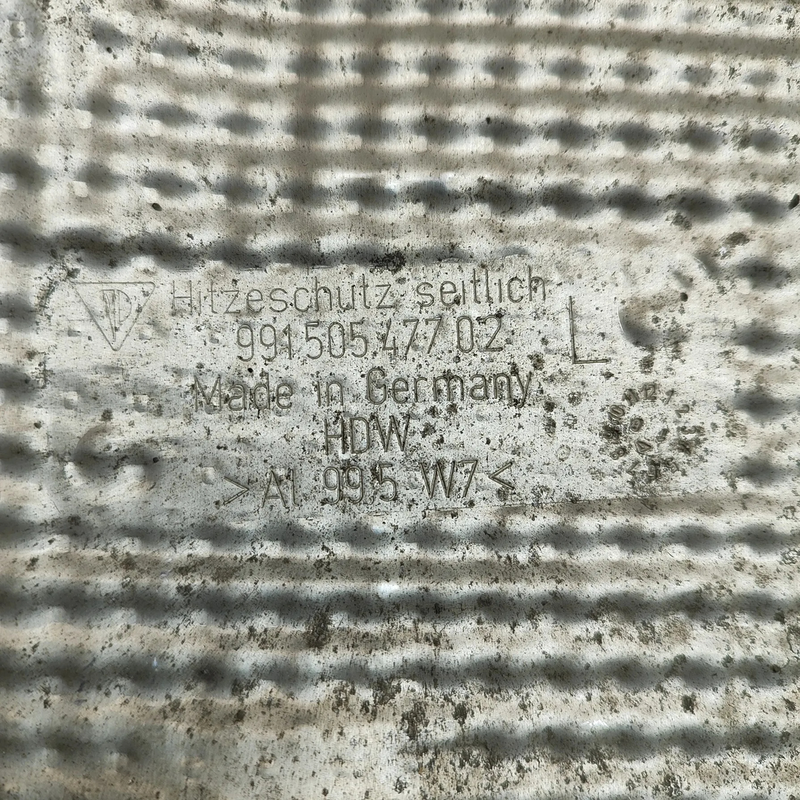 Hitzeschutz seitlich
991 505 477 02 L
Made in Germany
HDW
>Al 99,5 W7<